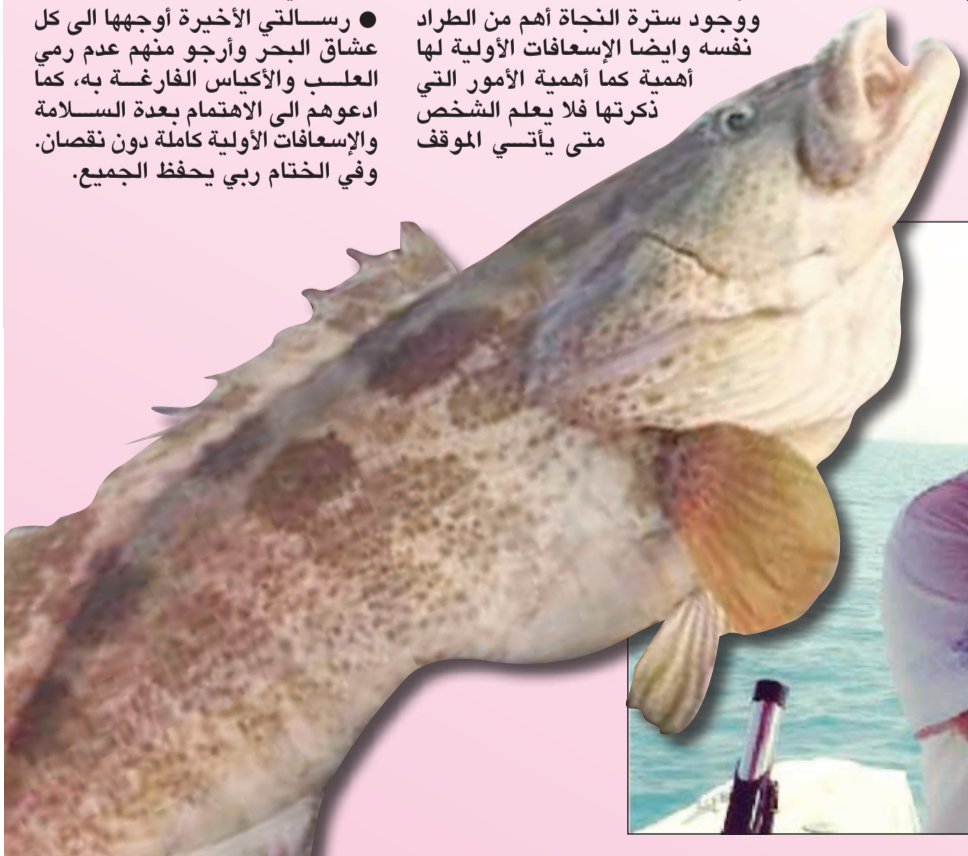 ووجود سترة النجاة أهم من الطراد
نفسه وايضا الإسعافات الأولية لها
أهمية كما أهمية الأمور التي
ذكرتها فلا يعلم الشخص
متى يأتي الموقف
● رسالتي الأخيرة أوجهها الى كل
عشاق البحر وأرجو منهم عدم رمي
العلب والأكياس الفارغة به، كما
ادعوهم الى الاهتمام بعدة السلامة
والإسعافات الأولية كاملة دون نقصان.
وفي الختام ربي يحفظ الجميع.